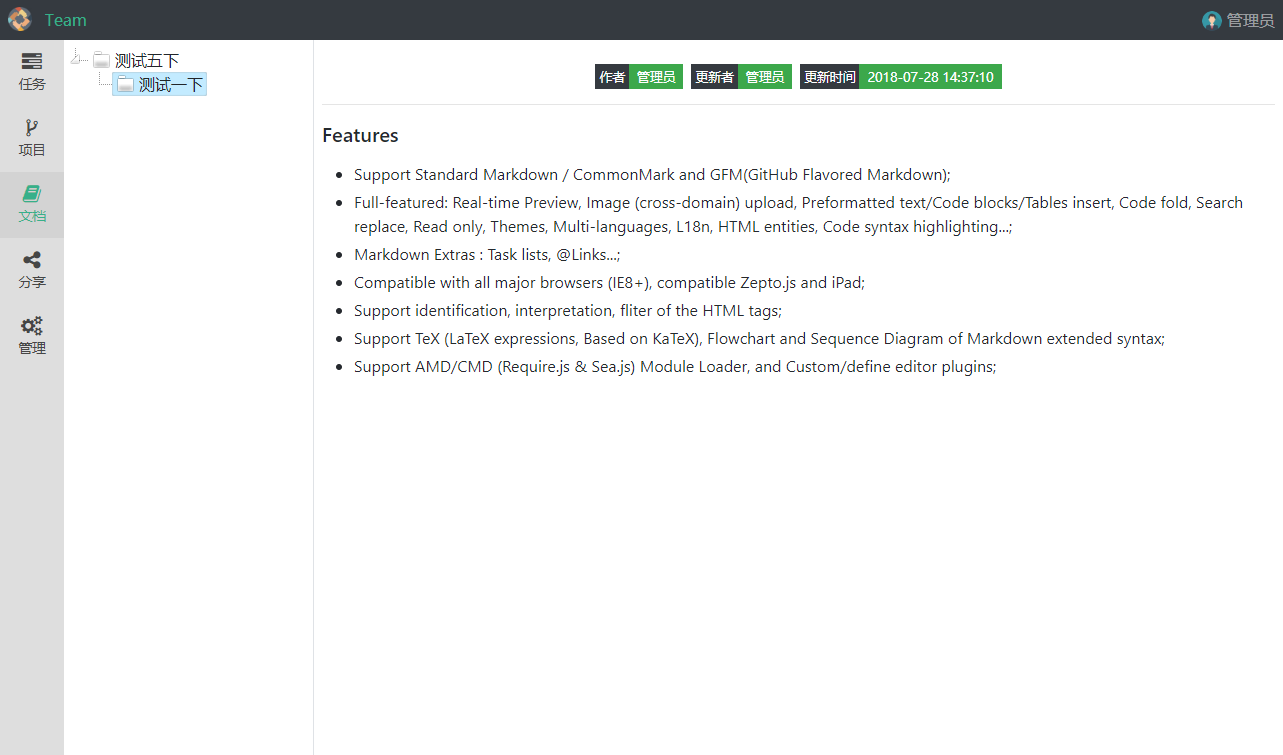 Team
管理员
任务
项目
文档
分享
管理
测试五下
测试一下
作者 管理员 更新者 管理员 更新时间 2018-07-28 14:37:10
Features
Support Standard Markdown / CommonMark and GFM(GitHub Flavored Markdown);
Full-featured: Real-time Preview, Image (cross-domain) upload, Preformatted text/Code blocks/Tables insert, Code fold, Search
replace, Read only, Themes, Multi-languages, L18n, HTML entities, Code syntax highlighting...;
Markdown Extras : Task lists, @Links...;
Compatible with all major browsers (IE8+), compatible Zepto.js and iPad;
Support identification, interpretation, fliter of the HTML tags;
Support TeX (LaTeX expressions, Based on KaTeX), Flowchart and Sequence Diagram of Markdown extended syntax;
Support AMD/CMD (Require.js & Sea.js) Module Loader, and Custom/define editor plugins;